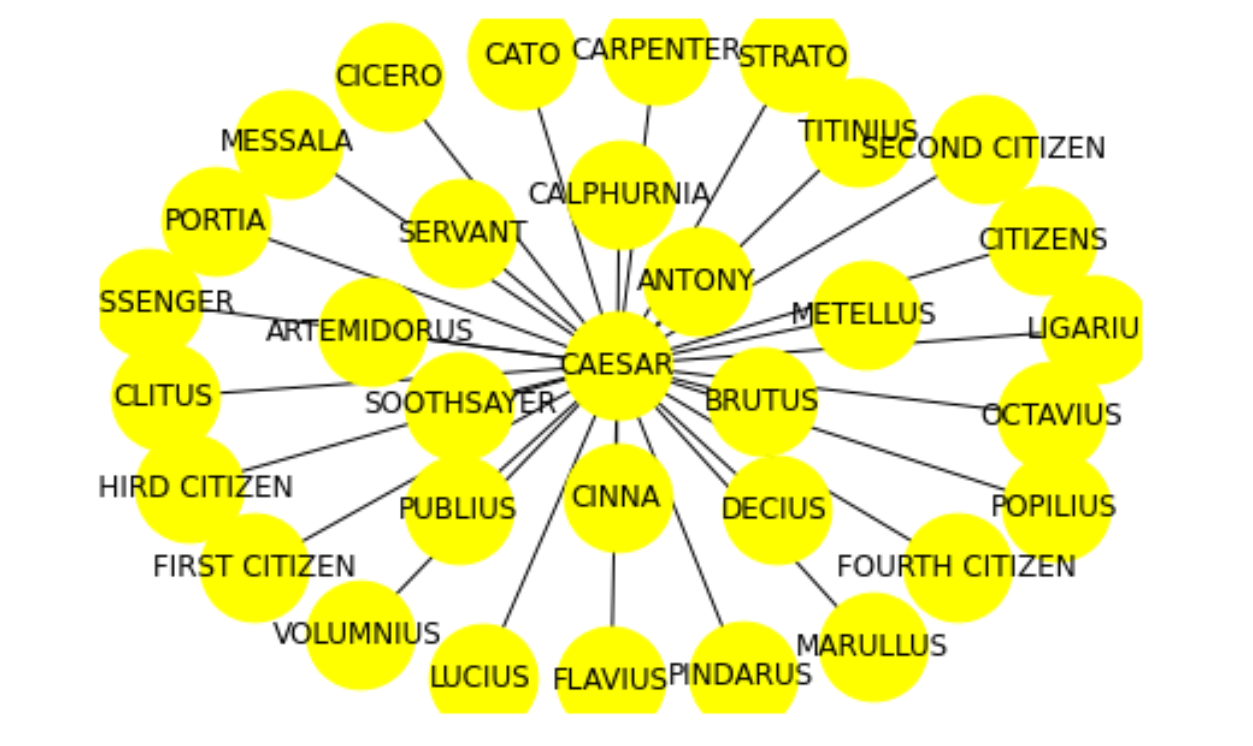 CATO
CARPENTER
STRATO
CICERO
TITINIUS
MESSALA
SECOND CITIZEN
CALPHURNIA
PORTIA
SERVANT
CITIZENS
ANTONY
SSENGER
METELLUS
ARTEMIDORUS
LIGARIU
CAESAR
CLITUS
SOOTHSAYER
BRUTUS
OCTAVIUS
HIRD CITIZEN
CINNA
PUBLIUS
DECIUS
POPILIUS
FIRST CITIZEN
FOURTH CITIZEN
VOLUMNIUS
MARULLUS
LUCIUS
FLAVIUS
PINDARUS